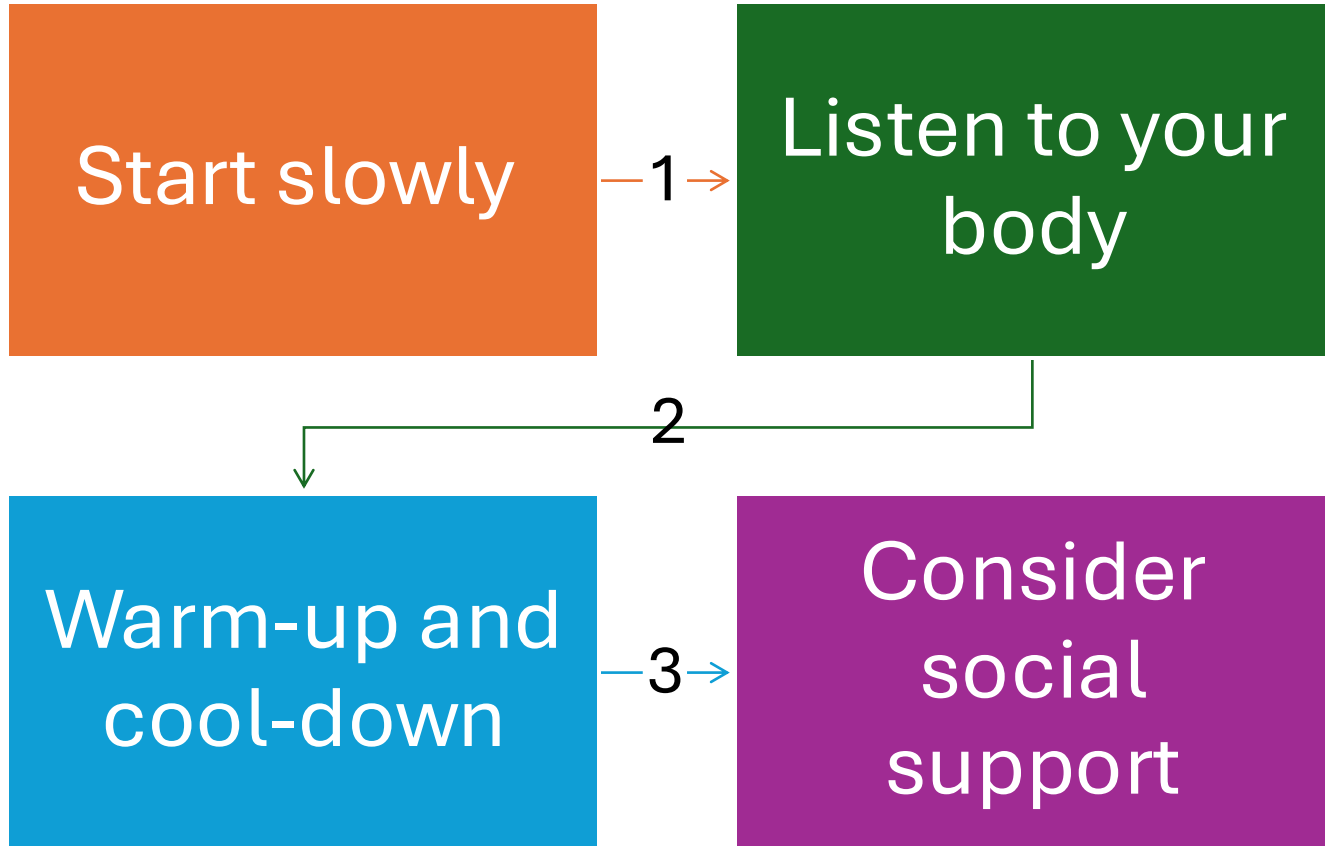 Start slowly
1
Listen to your
body
2
Warm-up and
cool-down
3
Consider
social
support